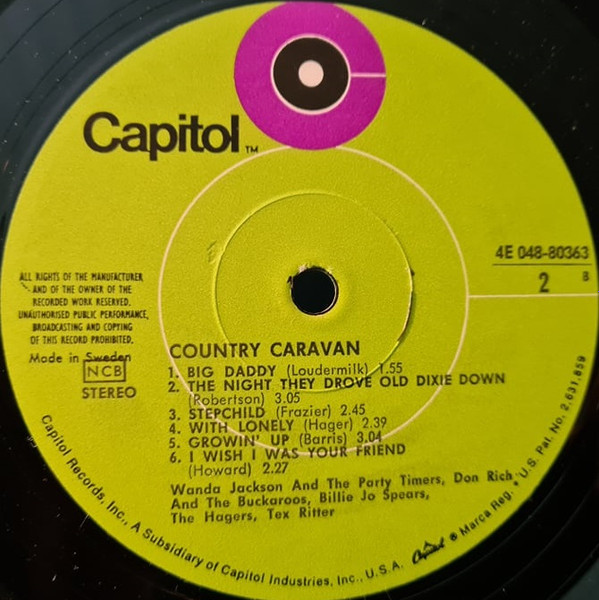 Capitol™
4E 048-80363
2 B
ALL RIGHTS OF THE MANUFACTURER
AND OF THE OWNER OF THE
RECORDED WORK RESERVED.
UNAUTHORISED PUBLIC PERFORMANCE,
BROADCASTING AND COPYING
OF THIS RECORD PROHIBITED.
Made in Sweden
NCB
STEREO
COUNTRY CARAVAN
1. BIG DADDY (Loudermilk) 1.55
2. THE NIGHT THEY DROVE OLD DIXIE DOWN
(Robertson) 3.05
3. STEPCHILD (Frazier) 2.45
4. WITH LONELY (Hager) 2.39
5. GROWIN' UP (Barris) 3.04
6. I WISH I WAS YOUR FRIEND
(Howard) 2.27
Wanda Jackson And The Party Timers, Don Rich
And The Buckaroos, Billie Jo Spears,
The Hagers, Tex Ritter
Capitol Records, Inc., A Subsidiary of Capitol Industries, Inc., U.S.A. Capitol ® Marca Reg. • U.S. Pat. No. 2,631,859